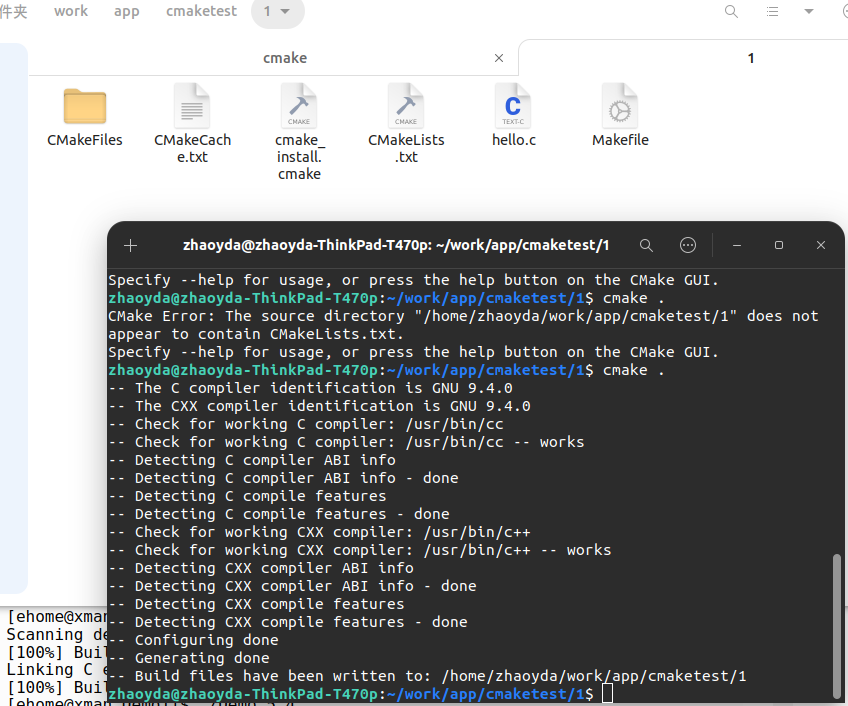 件夹
work
app
cmaketest
1
cmake
1
CMakeFiles
CMakeCach
e.txt
CMAKE
cmake_
install.
cmake
CMAKE
CMakeLists
.txt
C
TEXT-C
hello.c
Makefile
zhaoyda@zhaoyda-ThinkPad-T470p: ~/work/app/cmaketest/1
Specify --help for usage, or press the help button on the CMake GUI.
zhaoyda@zhaoyda-ThinkPad-T470p:~/work/app/cmaketest/1$ cmake .
CMake Error: The source directory "/home/zhaoyda/work/app/cmaketest/1" does not
appear to contain CMakeLists.txt.
Specify --help for usage, or press the help button on the CMake GUI.
zhaoyda@zhaoyda-ThinkPad-T470p:~/work/app/cmaketest/1$ cmake .
-- The C compiler identification is GNU 9.4.0
-- The CXX compiler identification is GNU 9.4.0
-- Check for working C compiler: /usr/bin/cc
-- Check for working C compiler: /usr/bin/cc -- works
-- Detecting C compiler ABI info
-- Detecting C compiler ABI info - done
-- Detecting C compile features
-- Detecting C compile features - done
-- Check for working CXX compiler: /usr/bin/c++
-- Check for working CXX compiler: /usr/bin/c++ -- works
-- Detecting CXX compiler ABI info
-- Detecting CXX compiler ABI info - done
-- Detecting CXX compile features
-- Detecting CXX compile features - done
-- Configuring done
-- Generating done
-- Build files have been written to: /home/zhaoyda/work/app/cmaketest/1
zhaoyda@zhaoyda-ThinkPad-T470p:~/work/app/cmaketest/1$
[ehome@xman
Scanning de
[100%] Buil
Linking C e
[100%] Buil